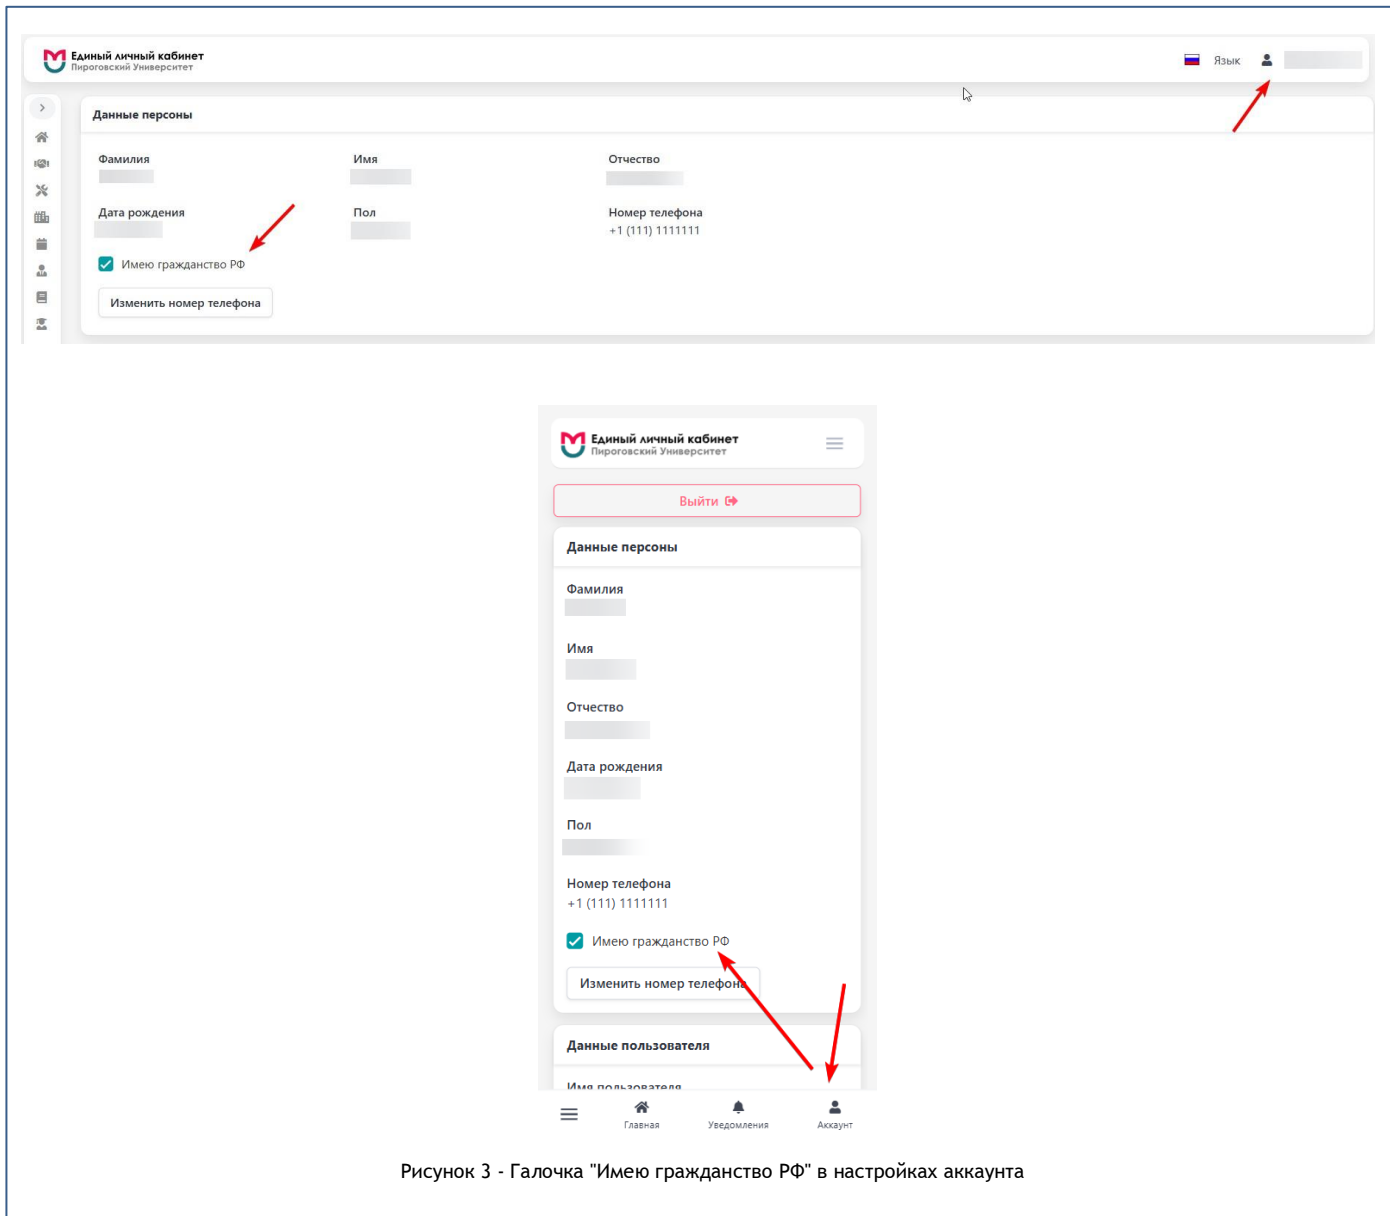 Единый личный кабинет
Пироговский Университет
Язык
Данные персоны
Фамилия Имя Отчество
Дата рождения Пол Номер телефона
+1 (111) 1111111
Имею гражданство РФ
Изменить номер телефона
Единый личный кабинет
Пироговский Университет
Выйти
Данные персоны
Фамилия
Имя
Отчество
Дата рождения
Пол
Номер телефона
+1 (111) 1111111
Имею гражданство РФ
Изменить номер телефона
Данные пользователя
Имя пользователя
Главная Уведомления Аккаунт
Рисунок 3 - Галочка "Имею гражданство РФ" в настройках аккаунта